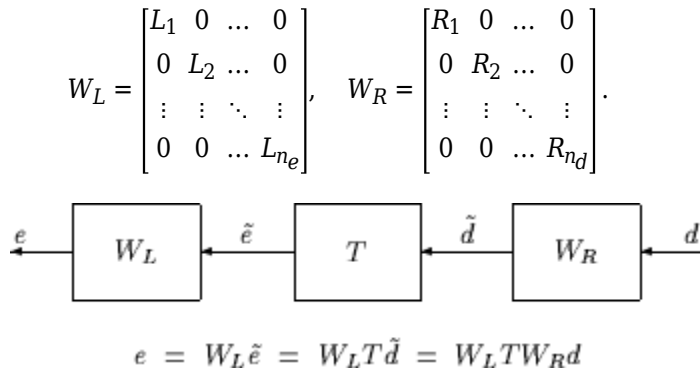 W_L = [L_1 0 … 0; 0 L_2 … 0; ⋮ ⋮ ⋱ ⋮; 0 0 … L_{n_e}], W_R = [R_1 0 … 0; 0 R_2 … 0; ⋮ ⋮ ⋱ ⋮; 0 0 … R_{n_d}].
e W_L ẽ T d̃ W_R d
e = W_L ẽ = W_L T d̃ = W_L T W_R d